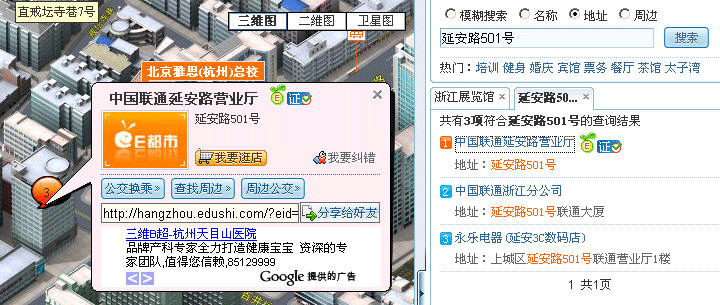 直戒坛寺巷7号
三维图
二维图
卫星图
北京雅思(杭州)总校
中国联通延安路营业厅
证
延安路501号
E都市
我要逛店
我要纠错
公交换乘»
查找周边»
周边公交»
3
http://hangzhou.edushi.com/?eid=
分享给好友
三维B超-杭州天目山医院
品牌产科专家全力打造健康宝宝 资深的专
家团队,值得您信赖,85129999
Google 提供的广告
模糊搜索
名称
地址
周边
延安路501号
搜索
热门: 培训 健身 婚庆 宾馆 票务 餐厅 茶馆 太子湾
浙江展览馆 ×
延安路50... ×
共有3项符合延安路501号的查询结果
1 中国联通延安路营业厅 证
地址: 延安路501号
2 中国联通浙江分公司
地址: 延安路501号联通大厦
3 永乐电器(延安3C数码店)
地址: 上城区延安路501号联通营业厅1楼
1 共1页